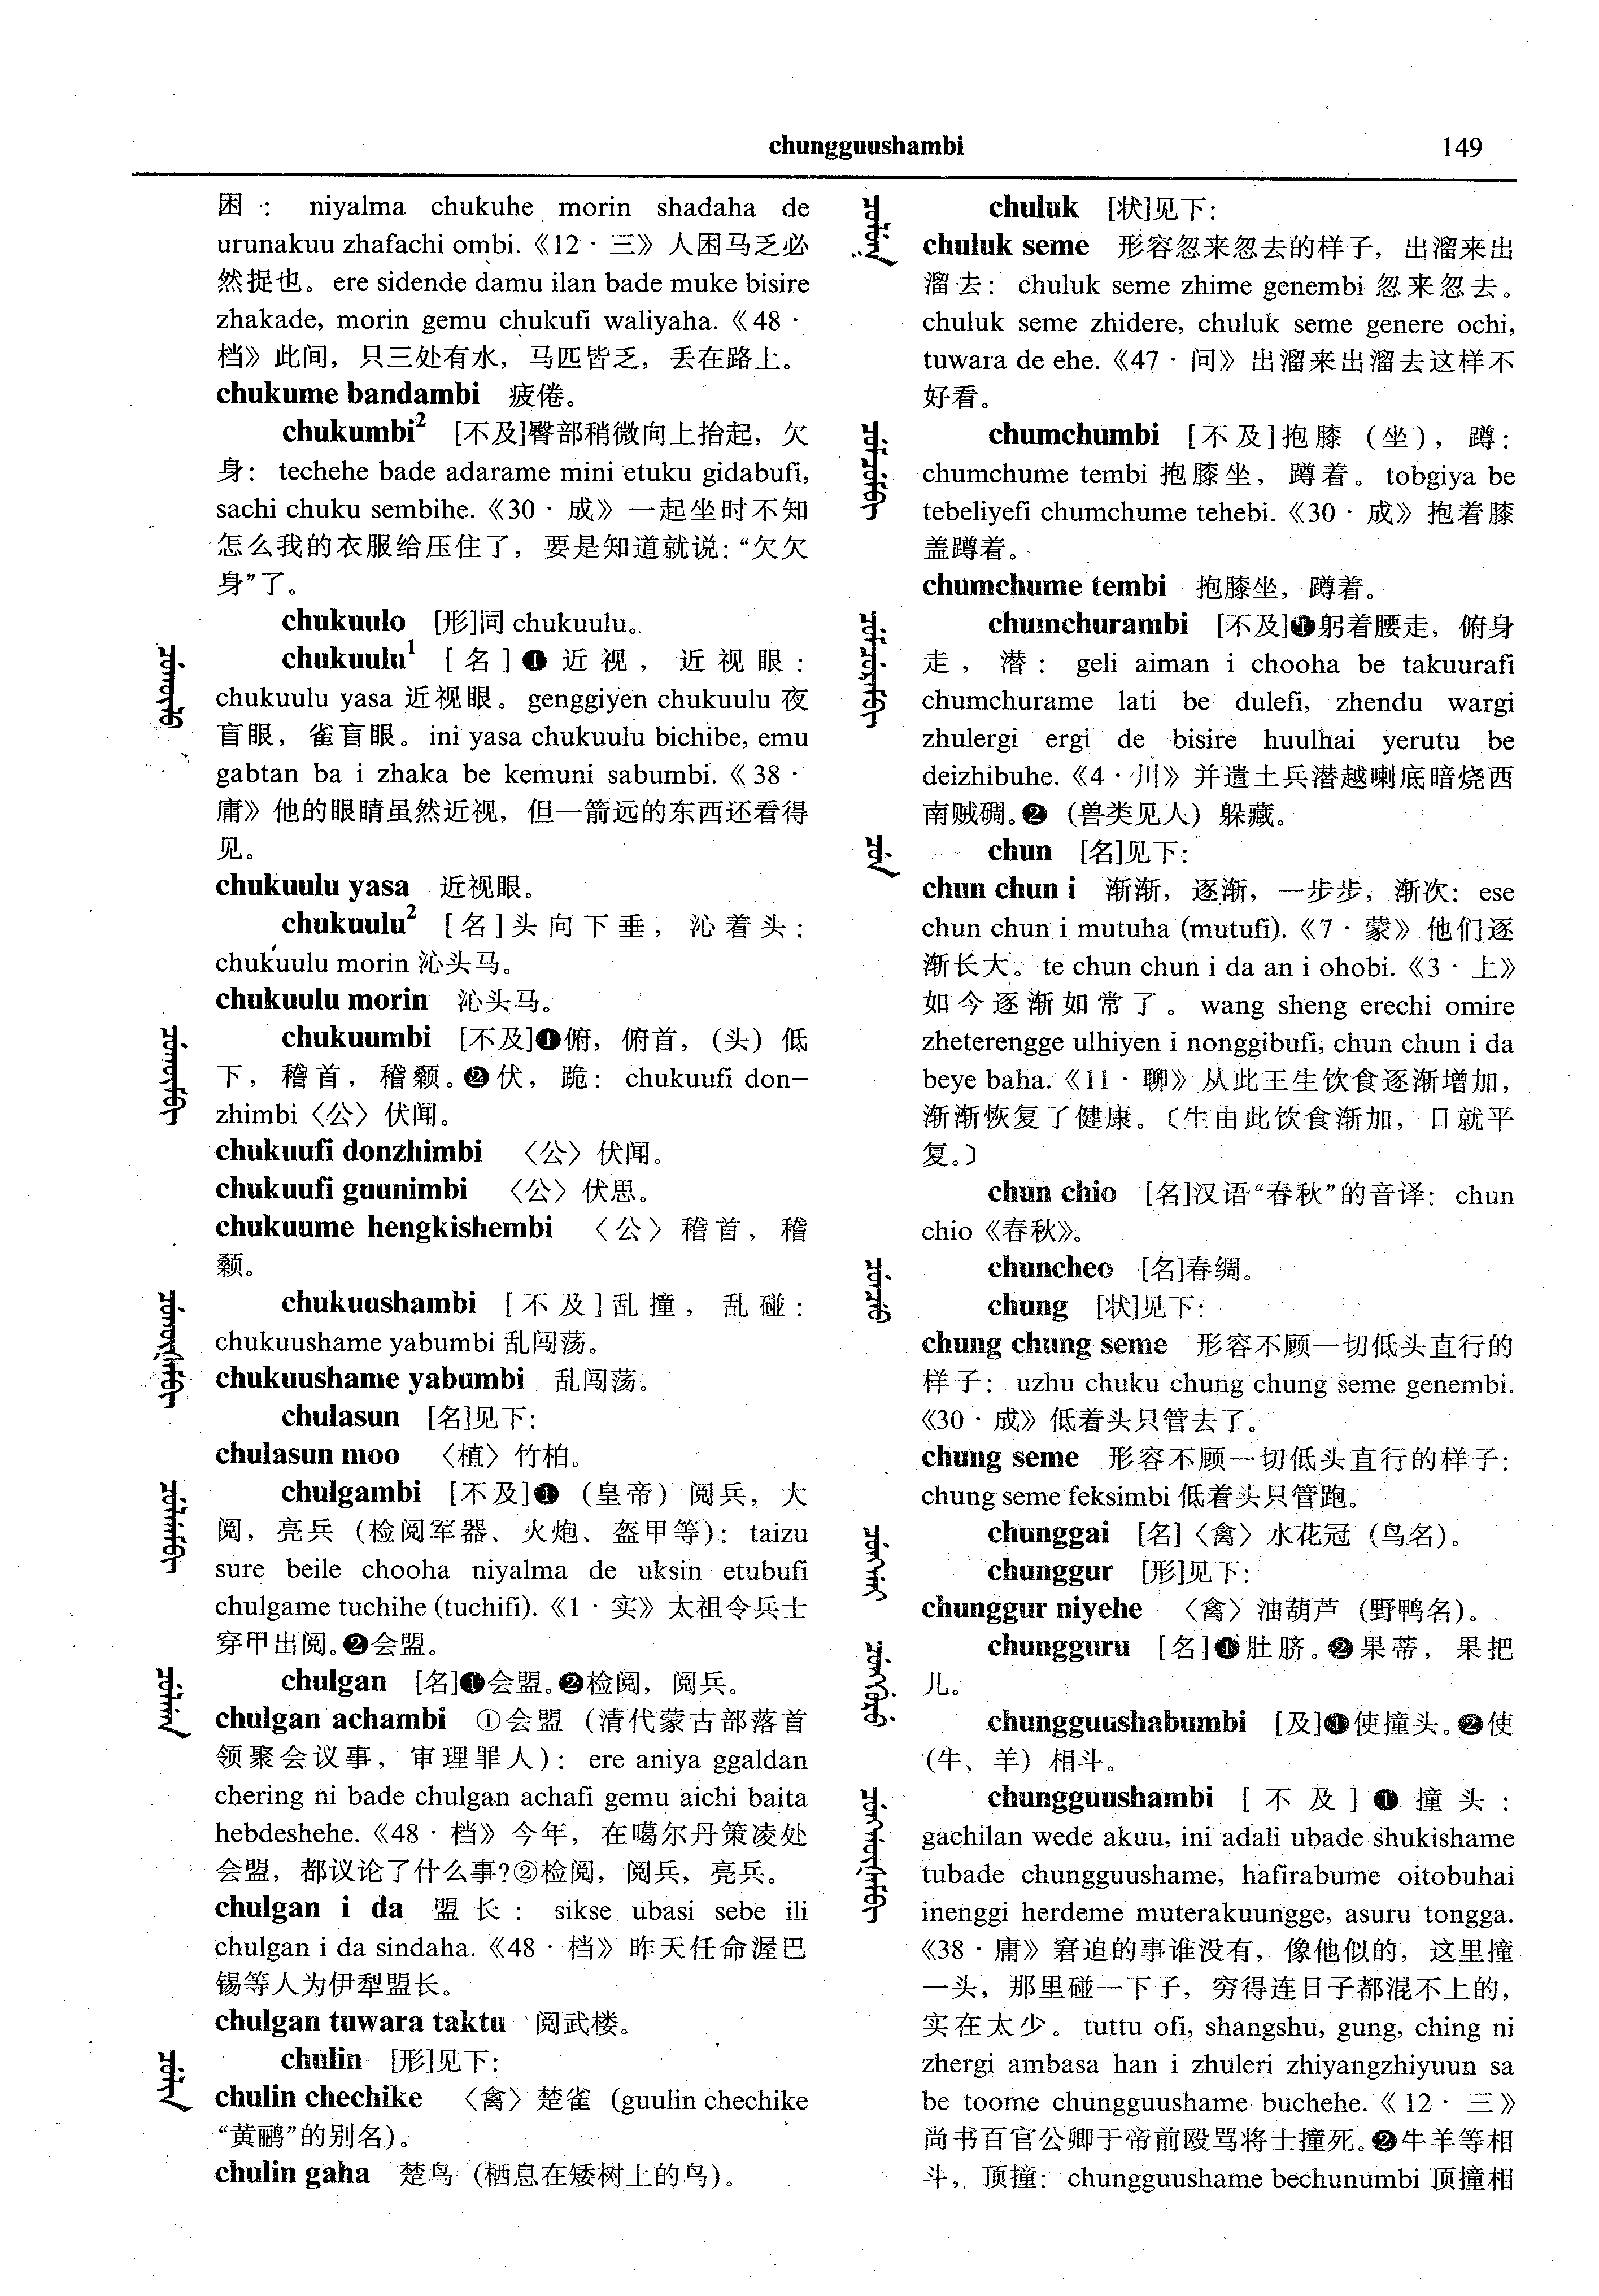 chungguushambi
149
困： niyalma chukuhe morin shadaha de
urunakuu zhafachi ombi.《12·三》人困马乏必
然捉也。ere sidende damu ilan bade muke bisire
zhakade, morin gemu chukufi waliyaha.《48·
档》此间，只三处有水，马匹皆乏，丢在路上。
chukume bandambi 疲倦。
chukumbi² [不及]臀部稍微向上抬起，欠
身：techehe bade adarame mini etuku gidabufi,
sachi chuku sembihe.《30·成》一起坐时不知
怎么我的衣服给压住了，要是知道就说：“欠欠
身”了。
chukuulo [形]同 chukuulu。
chukuulu¹ [名]❶近视，近视眼：
chukuulu yasa 近视眼。genggiyen chukuulu 夜
盲眼，雀盲眼。ini yasa chukuulu bichibe, emu
gabtan ba i zhaka be kemuni sabumbi.《38·
庸》他的眼睛虽然近视，但一箭远的东西还看得
见。
chukuulu yasa 近视眼。
chukuulu² [名]头向下垂，沁着头：
chukuulu morin 沁头马。
chukuulu morin 沁头马。
chukuumbi [不及]❶俯，俯首，（头）低
下，稽首，稽颡。❷伏，跪：chukuufi don-
zhimbi〈公〉伏闻。
chukuufi donzhimbi 〈公〉伏闻。
chukuufi guunimbi 〈公〉伏思。
chukuume hengkishembi 〈公〉稽首，稽
颡。
chukuushambi [不及]乱撞，乱碰：
chukuushame yabumbi 乱闯荡。
chukuushame yabumbi 乱闯荡。
chulasun [名]见下：
chulasun moo 〈植〉竹柏。
chulgambi [不及]❶（皇帝）阅兵，大
阅，亮兵（检阅军器、火炮、盔甲等）：taizu
sure beile chooha niyalma de uksin etubufi
chulgame tuchihe (tuchifi).《1·实》太祖令兵士
穿甲出阅。❷会盟。
chulgan [名]❶会盟。❷检阅，阅兵。
chulgan achambi ①会盟（清代蒙古部落首
领聚会议事，审理罪人）：ere aniya ggaldan
chering ni bade chulgan achafi gemu aichi baita
hebdeshehe.《48·档》今年，在噶尔丹策凌处
会盟，都议论了什么事?②检阅，阅兵，亮兵。
chulgan i da 盟长：sikse ubasi sebe ili
chulgan i da sindaha.《48·档》昨天任命渥巴
锡等人为伊犁盟长。
chulgan tuwara taktu 阅武楼。
chulin [形]见下：
chulin chechike 〈禽〉楚雀（guulin chechike
“黄鹂”的别名）。
chulin gaha 楚鸟（栖息在矮树上的鸟）。
chuluk [状]见下：
chuluk seme 形容忽来忽去的样子，出溜来出
溜去：chuluk seme zhime genembi 忽来忽去。
chuluk seme zhidere, chuluk seme genere ochi,
tuwara de ehe.《47·问》出溜来出溜去这样不
好看。
chumchumbi [不及]抱膝（坐），蹲：
chumchume tembi 抱膝坐，蹲着。tobgiya be
tebeliyefi chumchume tehebi.《30·成》抱着膝
盖蹲着。
chumchume tembi 抱膝坐，蹲着。
chumchurambi [不及]❶躬着腰走，俯身
走，潜：geli aiman i chooha be takuurafi
chumchurame lati be dulefi, zhendu wargi
zhulergi ergi de bisire huulhai yerutu be
deizhibuhe.《4·川》并遣土兵潜越喇底暗烧西
南贼碉。❷（兽类见人）躲藏。
chun [名]见下：
chun chun i 渐渐，逐渐，一步步，渐次：ese
chun chun i mutuha (mutufi).《7·蒙》他们逐
渐长大。te chun chun i da an i ohobi.《3·上》
如今逐渐如常了。wang sheng erechi omire
zheterengge ulhiyen i nonggibufi, chun chun i da
beye baha.《11·聊》从此王生饮食逐渐增加，
渐渐恢复了健康。〔生由此饮食渐加，日就平
复。〕
chun chio [名]汉语“春秋”的音译：chun
chio《春秋》。
chuncheo [名]春绸。
chung [状]见下：
chung chung seme 形容不顾一切低头直行的
样子：uzhu chuku chung chung seme genembi.
《30·成》低着头只管去了。
chung seme 形容不顾一切低头直行的样子：
chung seme feksimbi 低着头只管跑。
chunggai [名]〈禽〉水花冠（鸟名）。
chunggur [形]见下：
chunggur niyehe 〈禽〉油葫芦（野鸭名）。
chungguru [名]❶肚脐。❷果蒂，果把
儿。
chungguushabumbi [及]❶使撞头。❷使
（牛、羊）相斗。
chungguushambi [不及]❶撞头：
gachilan wede akuu, ini adali ubade shukishame
tubade chungguushame, hafirabume oitobuhai
inenggi herdeme muterakuungge, asuru tongga.
《38·庸》窘迫的事谁没有，像他似的，这里撞
一头，那里碰一下子，穷得连日子都混不上的，
实在太少。tuttu ofi, shangshu, gung, ching ni
zhergi ambasa han i zhuleri zhiyangzhiyuun sa
be toome chungguushame buchehe.《12·三》
尚书百官公卿于帝前殴骂将士撞死。❷牛羊等相
斗，顶撞：chungguushame bechunumbi 顶撞相